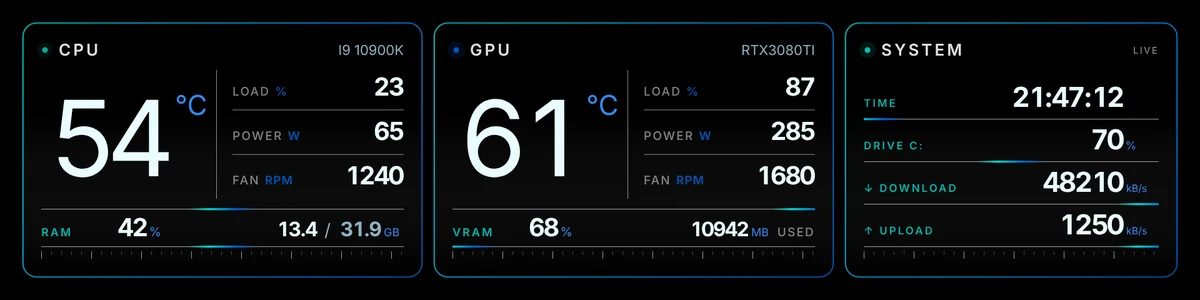 CPU I9 10900K
54 °C
LOAD % 23
POWER W 65
FAN RPM 1240
RAM 42 % 13.4 / 31.9 GB
GPU RTX3080TI
61 °C
LOAD % 87
POWER W 285
FAN RPM 1680
VRAM 68 % 10942 MB USED
SYSTEM LIVE
TIME 21:47:12
DRIVE C: 70 %
↓ DOWNLOAD 48210 kB/s
↑ UPLOAD 1250 kB/s